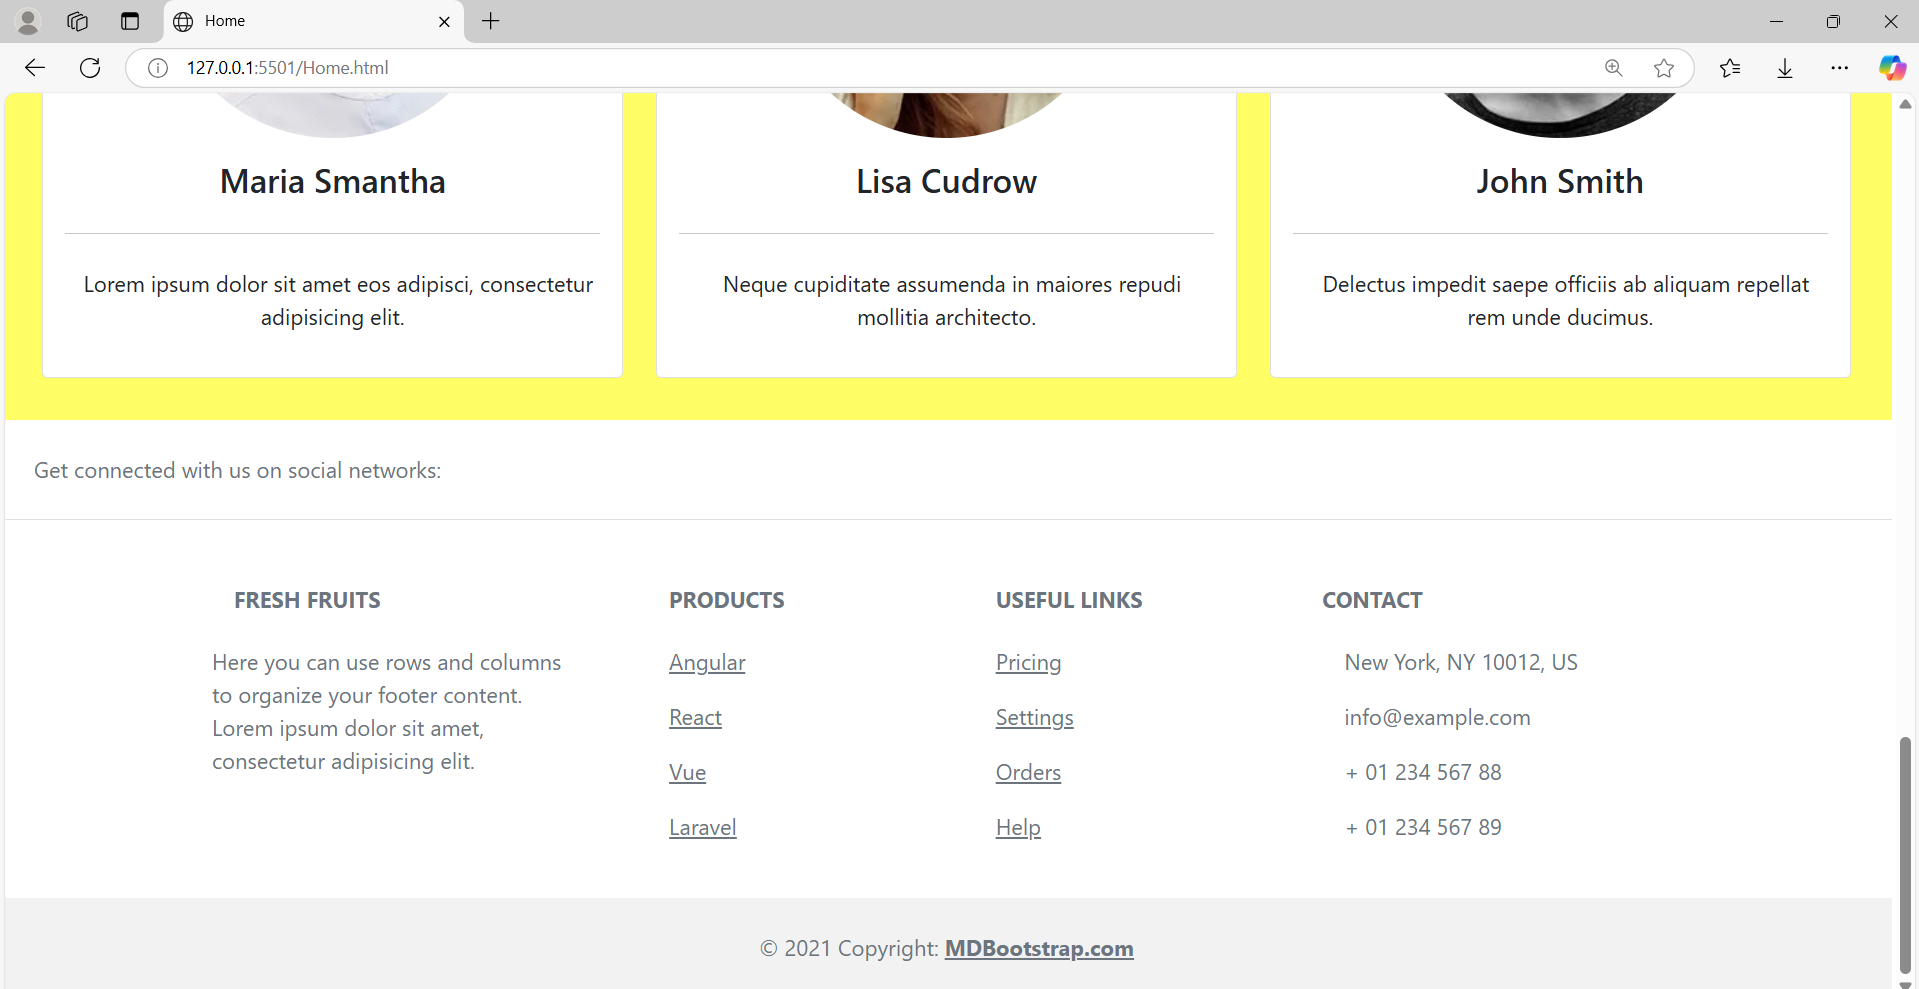 Home
127.0.0.1:5501/Home.html
Maria Smantha
Lorem ipsum dolor sit amet eos adipisci, consectetur
adipisicing elit.
Lisa Cudrow
Neque cupiditate assumenda in maiores repudi
mollitia architecto.
John Smith
Delectus impedit saepe officiis ab aliquam repellat
rem unde ducimus.
Get connected with us on social networks:
FRESH FRUITS
Here you can use rows and columns
to organize your footer content.
Lorem ipsum dolor sit amet,
consectetur adipisicing elit.
PRODUCTS
Angular
React
Vue
Laravel
USEFUL LINKS
Pricing
Settings
Orders
Help
CONTACT
New York, NY 10012, US
info@example.com
+ 01 234 567 88
+ 01 234 567 89
© 2021 Copyright: MDBootstrap.com